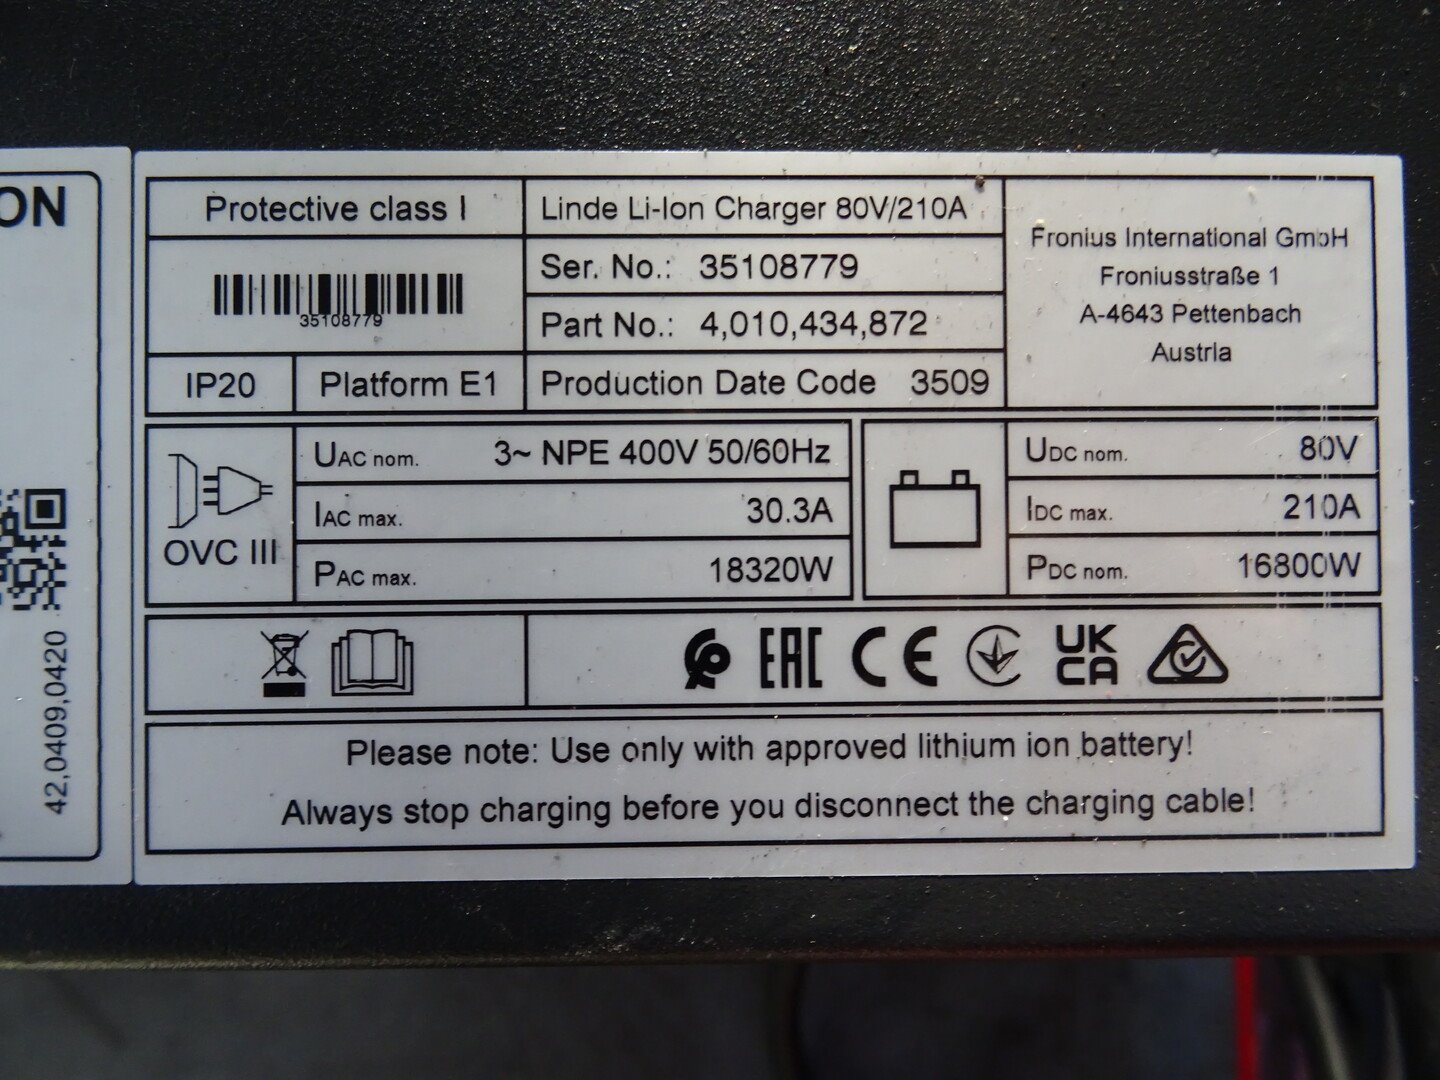 ON
42,0409,0420
Protective class I
Linde Li-Ion Charger 80V/210A
Fronius International GmbH
Froniusstraße 1
A-4643 Pettenbach
Austria
35108779
Ser. No.: 35108779
Part No.: 4,010,434,872
IP20
Platform E1
Production Date Code 3509
OVC III
UAC nom. 3~ NPE 400V 50/60Hz
IAC max. 30.3A
PAC max. 18320W
UDC nom. 80V
IDC max. 210A
PDC nom. 16800W
EAC CE UK
CA
Please note: Use only with approved lithium ion battery!
Always stop charging before you disconnect the charging cable!